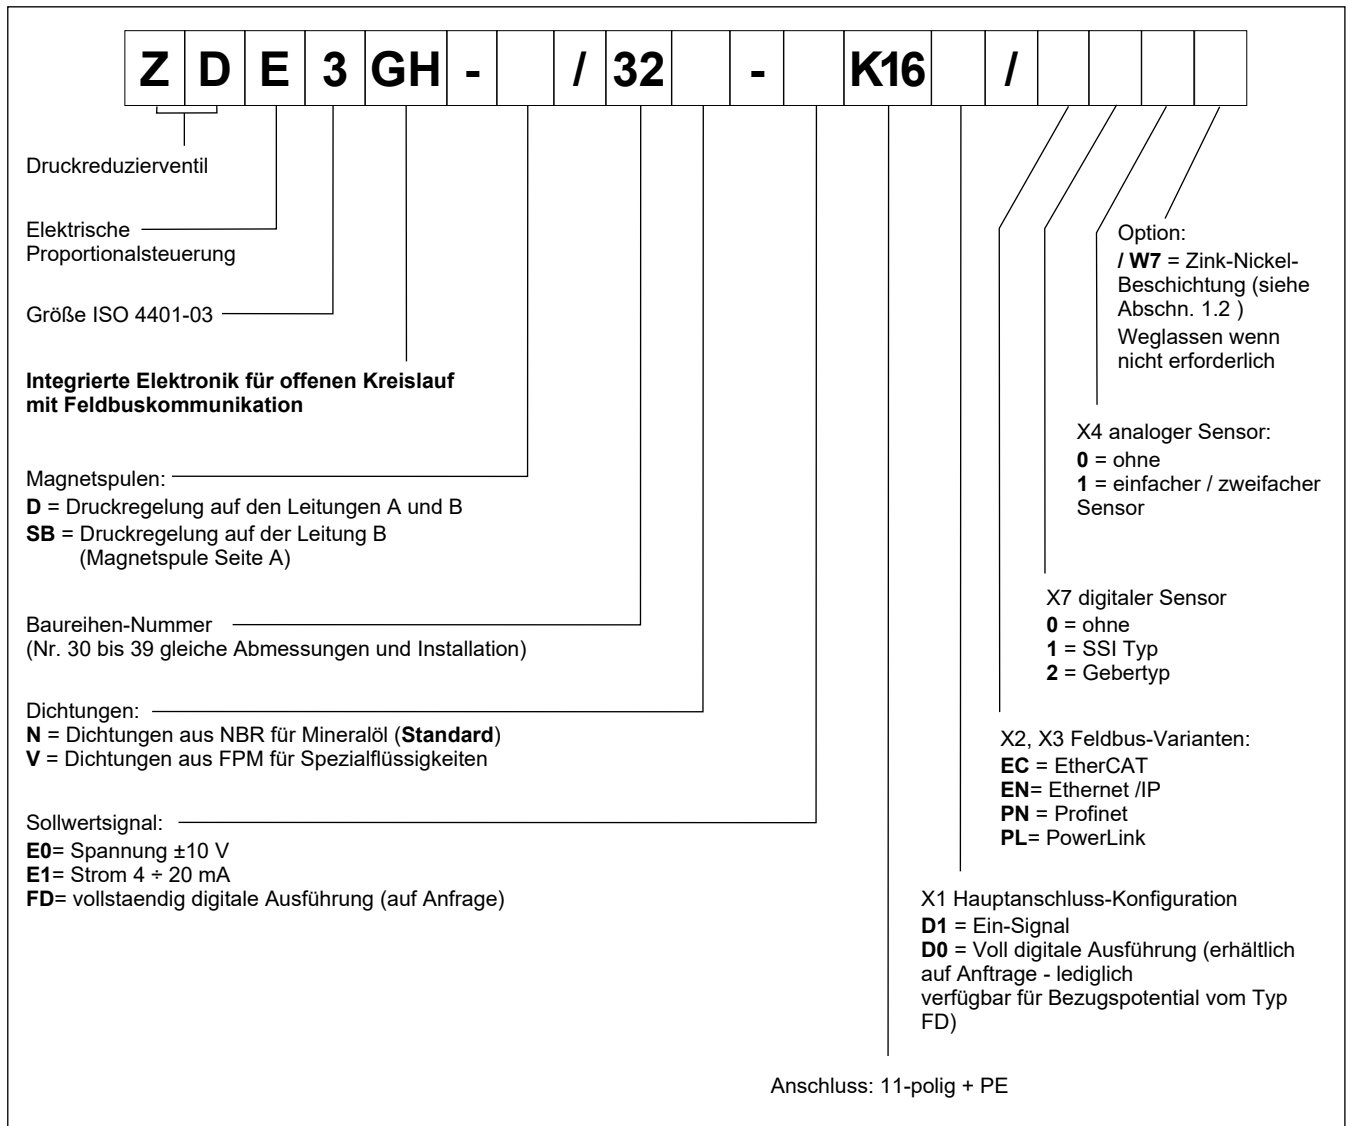 Z D E 3 GH - / 32 - K16 /
Druckreduzierventil
Elektrische
Proportionalsteuerung
Größe ISO 4401-03
Integrierte Elektronik für offenen Kreislauf
mit Feldbuskommunikation
Magnetspulen:
D = Druckregelung auf den Leitungen A und B
SB = Druckregelung auf der Leitung B
(Magnetspule Seite A)
Baureihen-Nummer
(Nr. 30 bis 39 gleiche Abmessungen und Installation)
Dichtungen:
N = Dichtungen aus NBR für Mineralöl (Standard)
V = Dichtungen aus FPM für Spezialflüssigkeiten
Sollwertsignal:
E0= Spannung ±10 V
E1= Strom 4 ÷ 20 mA
FD= vollstaendig digitale Ausführung (auf Anfrage)
Option:
/ W7 = Zink-Nickel-
Beschichtung (siehe
Abschn. 1.2 )
Weglassen wenn
nicht erforderlich
X4 analoger Sensor:
0 = ohne
1 = einfacher / zweifacher
Sensor
X7 digitaler Sensor
0 = ohne
1 = SSI Typ
2 = Gebertyp
X2, X3 Feldbus-Varianten:
EC = EtherCAT
EN= Ethernet /IP
PN = Profinet
PL= PowerLink
X1 Hauptanschluss-Konfiguration
D1 = Ein-Signal
D0 = Voll digitale Ausführung (erhältlich
auf Anftrage - lediglich
verfügbar für Bezugspotential vom Typ
FD)
Anschluss: 11-polig + PE